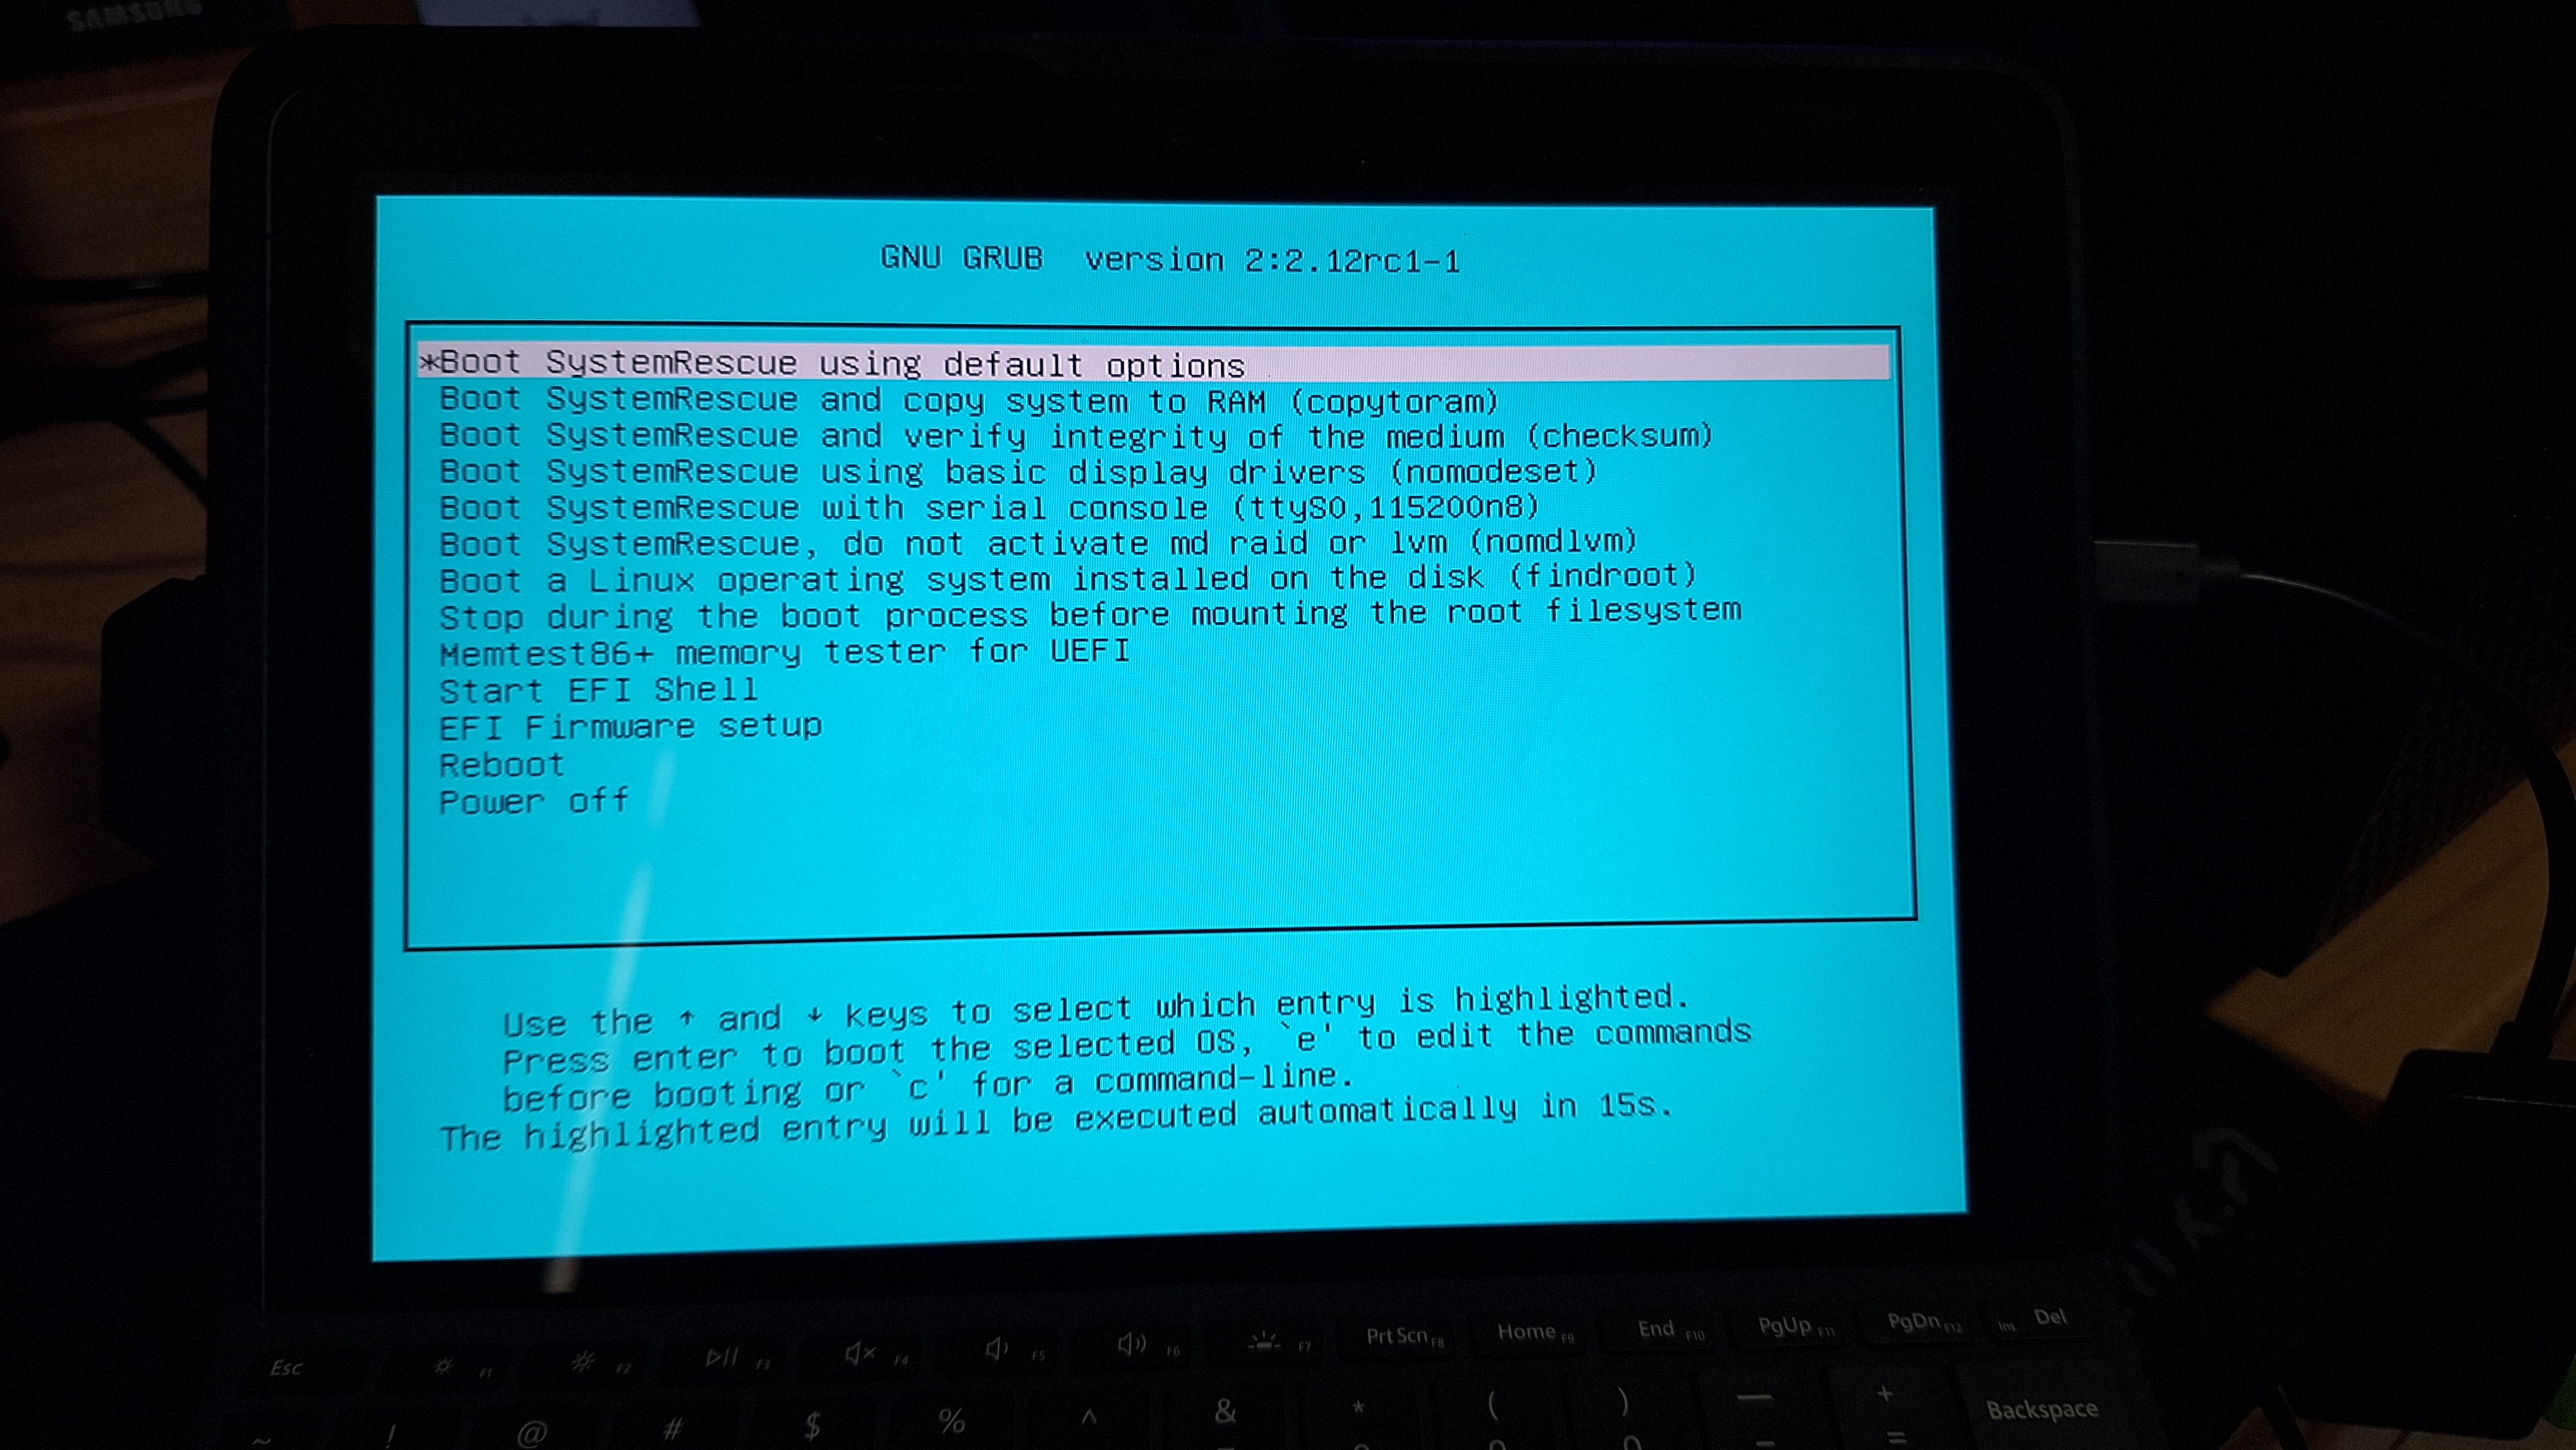 SAMSUNG
GNU GRUB  version 2:2.12rc1-1
*Boot SystemRescue using default options
Boot SystemRescue and copy system to RAM (copytoram)
Boot SystemRescue and verify integrity of the medium (checksum)
Boot SystemRescue using basic display drivers (nomodeset)
Boot SystemRescue with serial console (ttyS0,115200n8)
Boot SystemRescue, do not activate md raid or lvm (nomdlvm)
Boot a Linux operating system installed on the disk (findroot)
Stop during the boot process before mounting the root filesystem
Memtest86+ memory tester for UEFI
Start EFI Shell
EFI Firmware setup
Reboot
Power off
Use the ↑ and ↓ keys to select which entry is highlighted.
Press enter to boot the selected OS, `e' to edit the commands
before booting or `c' for a command-line.
The highlighted entry will be executed automatically in 15s.
Esc F1 F2 F3 F4 F5 F6 F7 PrtScn F8 Home F9 End F10 PgUp F11 PgDn F12 Ins Del
~ ! @ # $ % ^ & * ( ) — + = Backspace